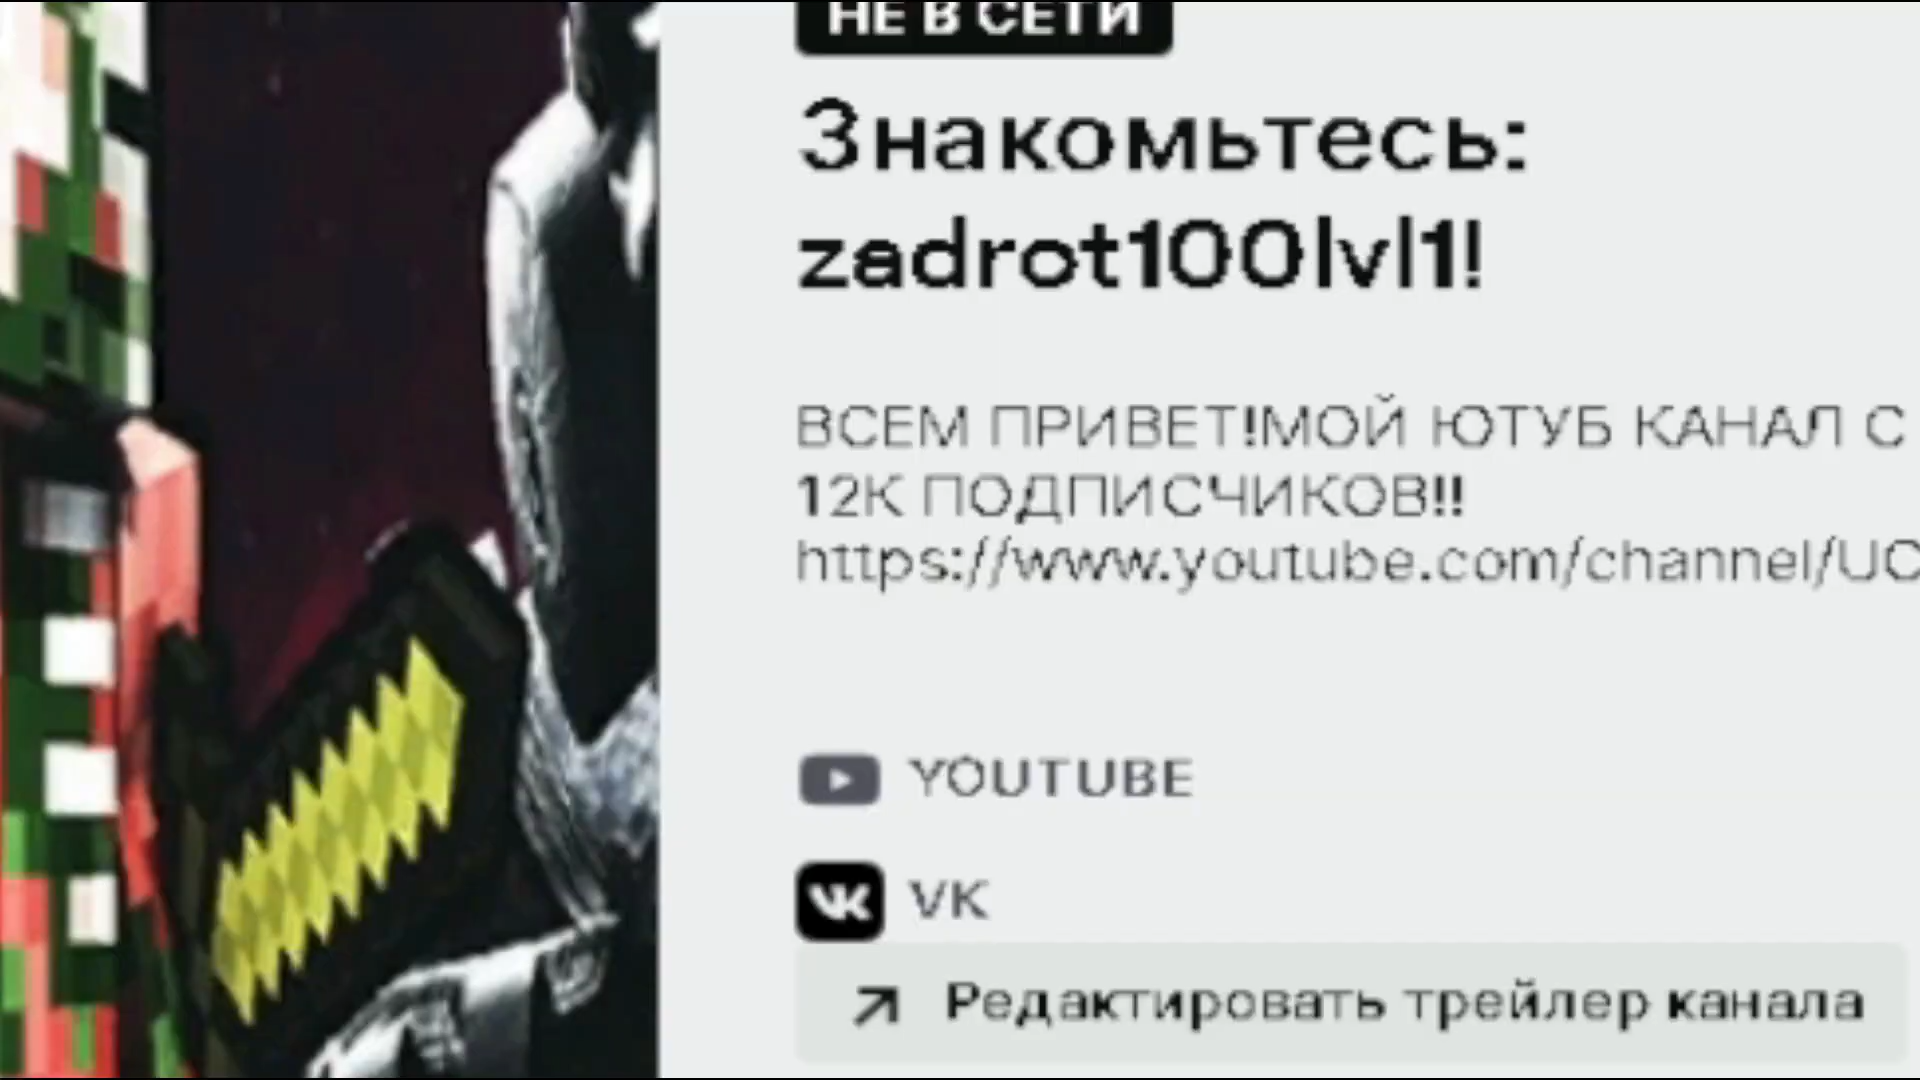 НЕ В СЕТИ
Знакомьтесь:
zadrot100lvl1!
ВСЕМ ПРИВЕТ!МОЙ ЮТУБ КАНАЛ С
12К ПОДПИСЧИКОВ!!
https://www.youtube.com/channel/UC
YOUTUBE
VK
Редактировать трейлер канала